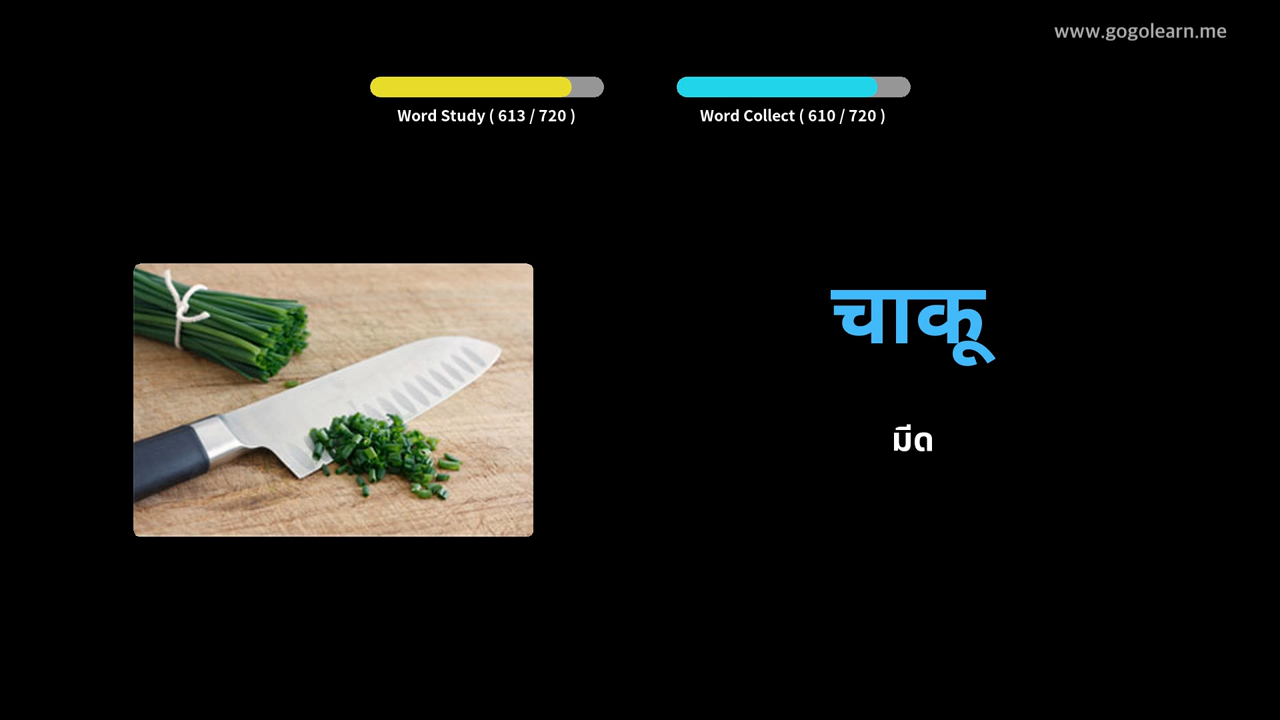 www.gogolearn.me
Word Study ( 613 / 720 )
Word Collect ( 610 / 720 )
चाकू
มีด